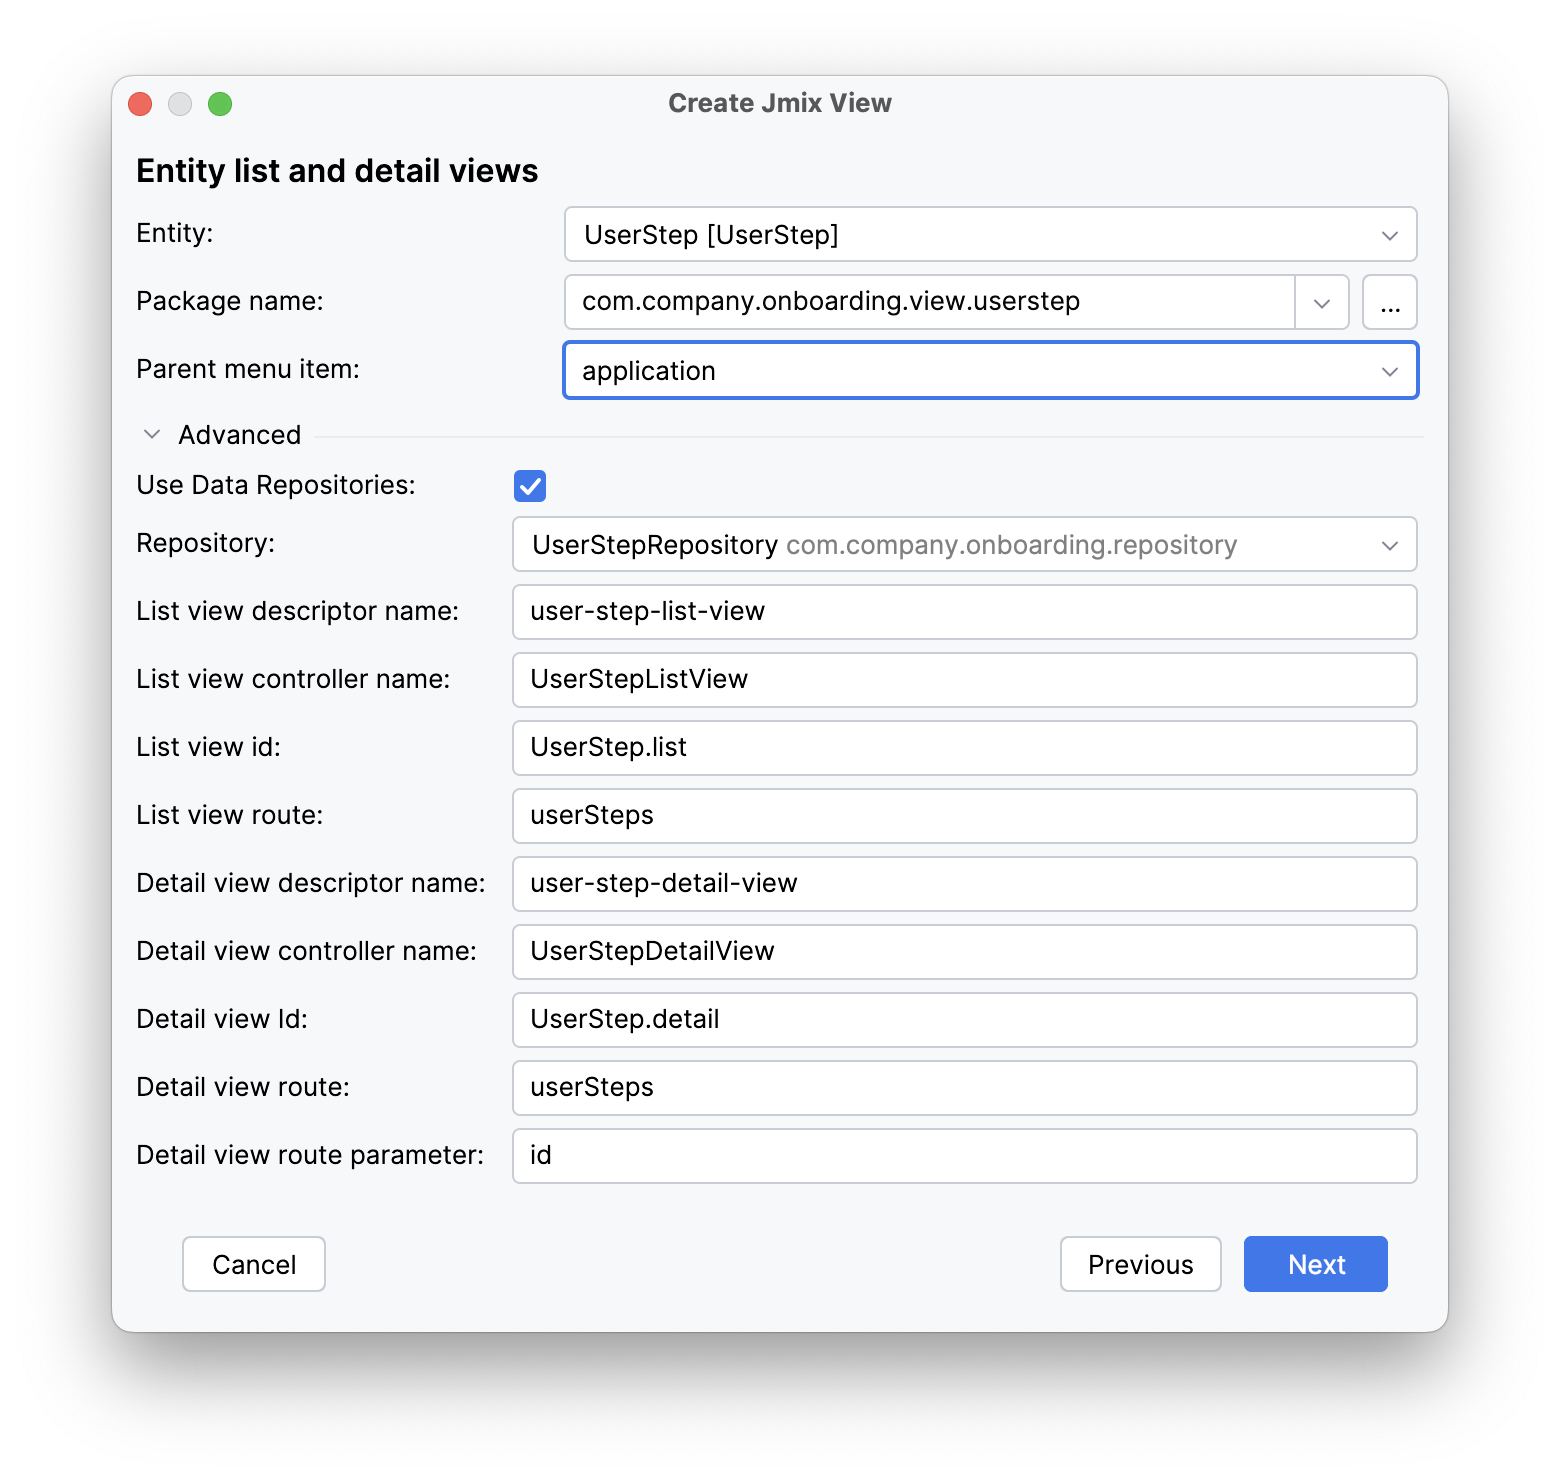 Create Jmix View
Entity list and detail views
Entity: UserStep [UserStep]
Package name: com.company.onboarding.view.userstep ...
Parent menu item: application
Advanced
Use Data Repositories:
Repository: UserStepRepository com.company.onboarding.repository
List view descriptor name: user-step-list-view
List view controller name: UserStepListView
List view id: UserStep.list
List view route: userSteps
Detail view descriptor name: user-step-detail-view
Detail view controller name: UserStepDetailView
Detail view Id: UserStep.detail
Detail view route: userSteps
Detail view route parameter: id
Cancel Previous Next